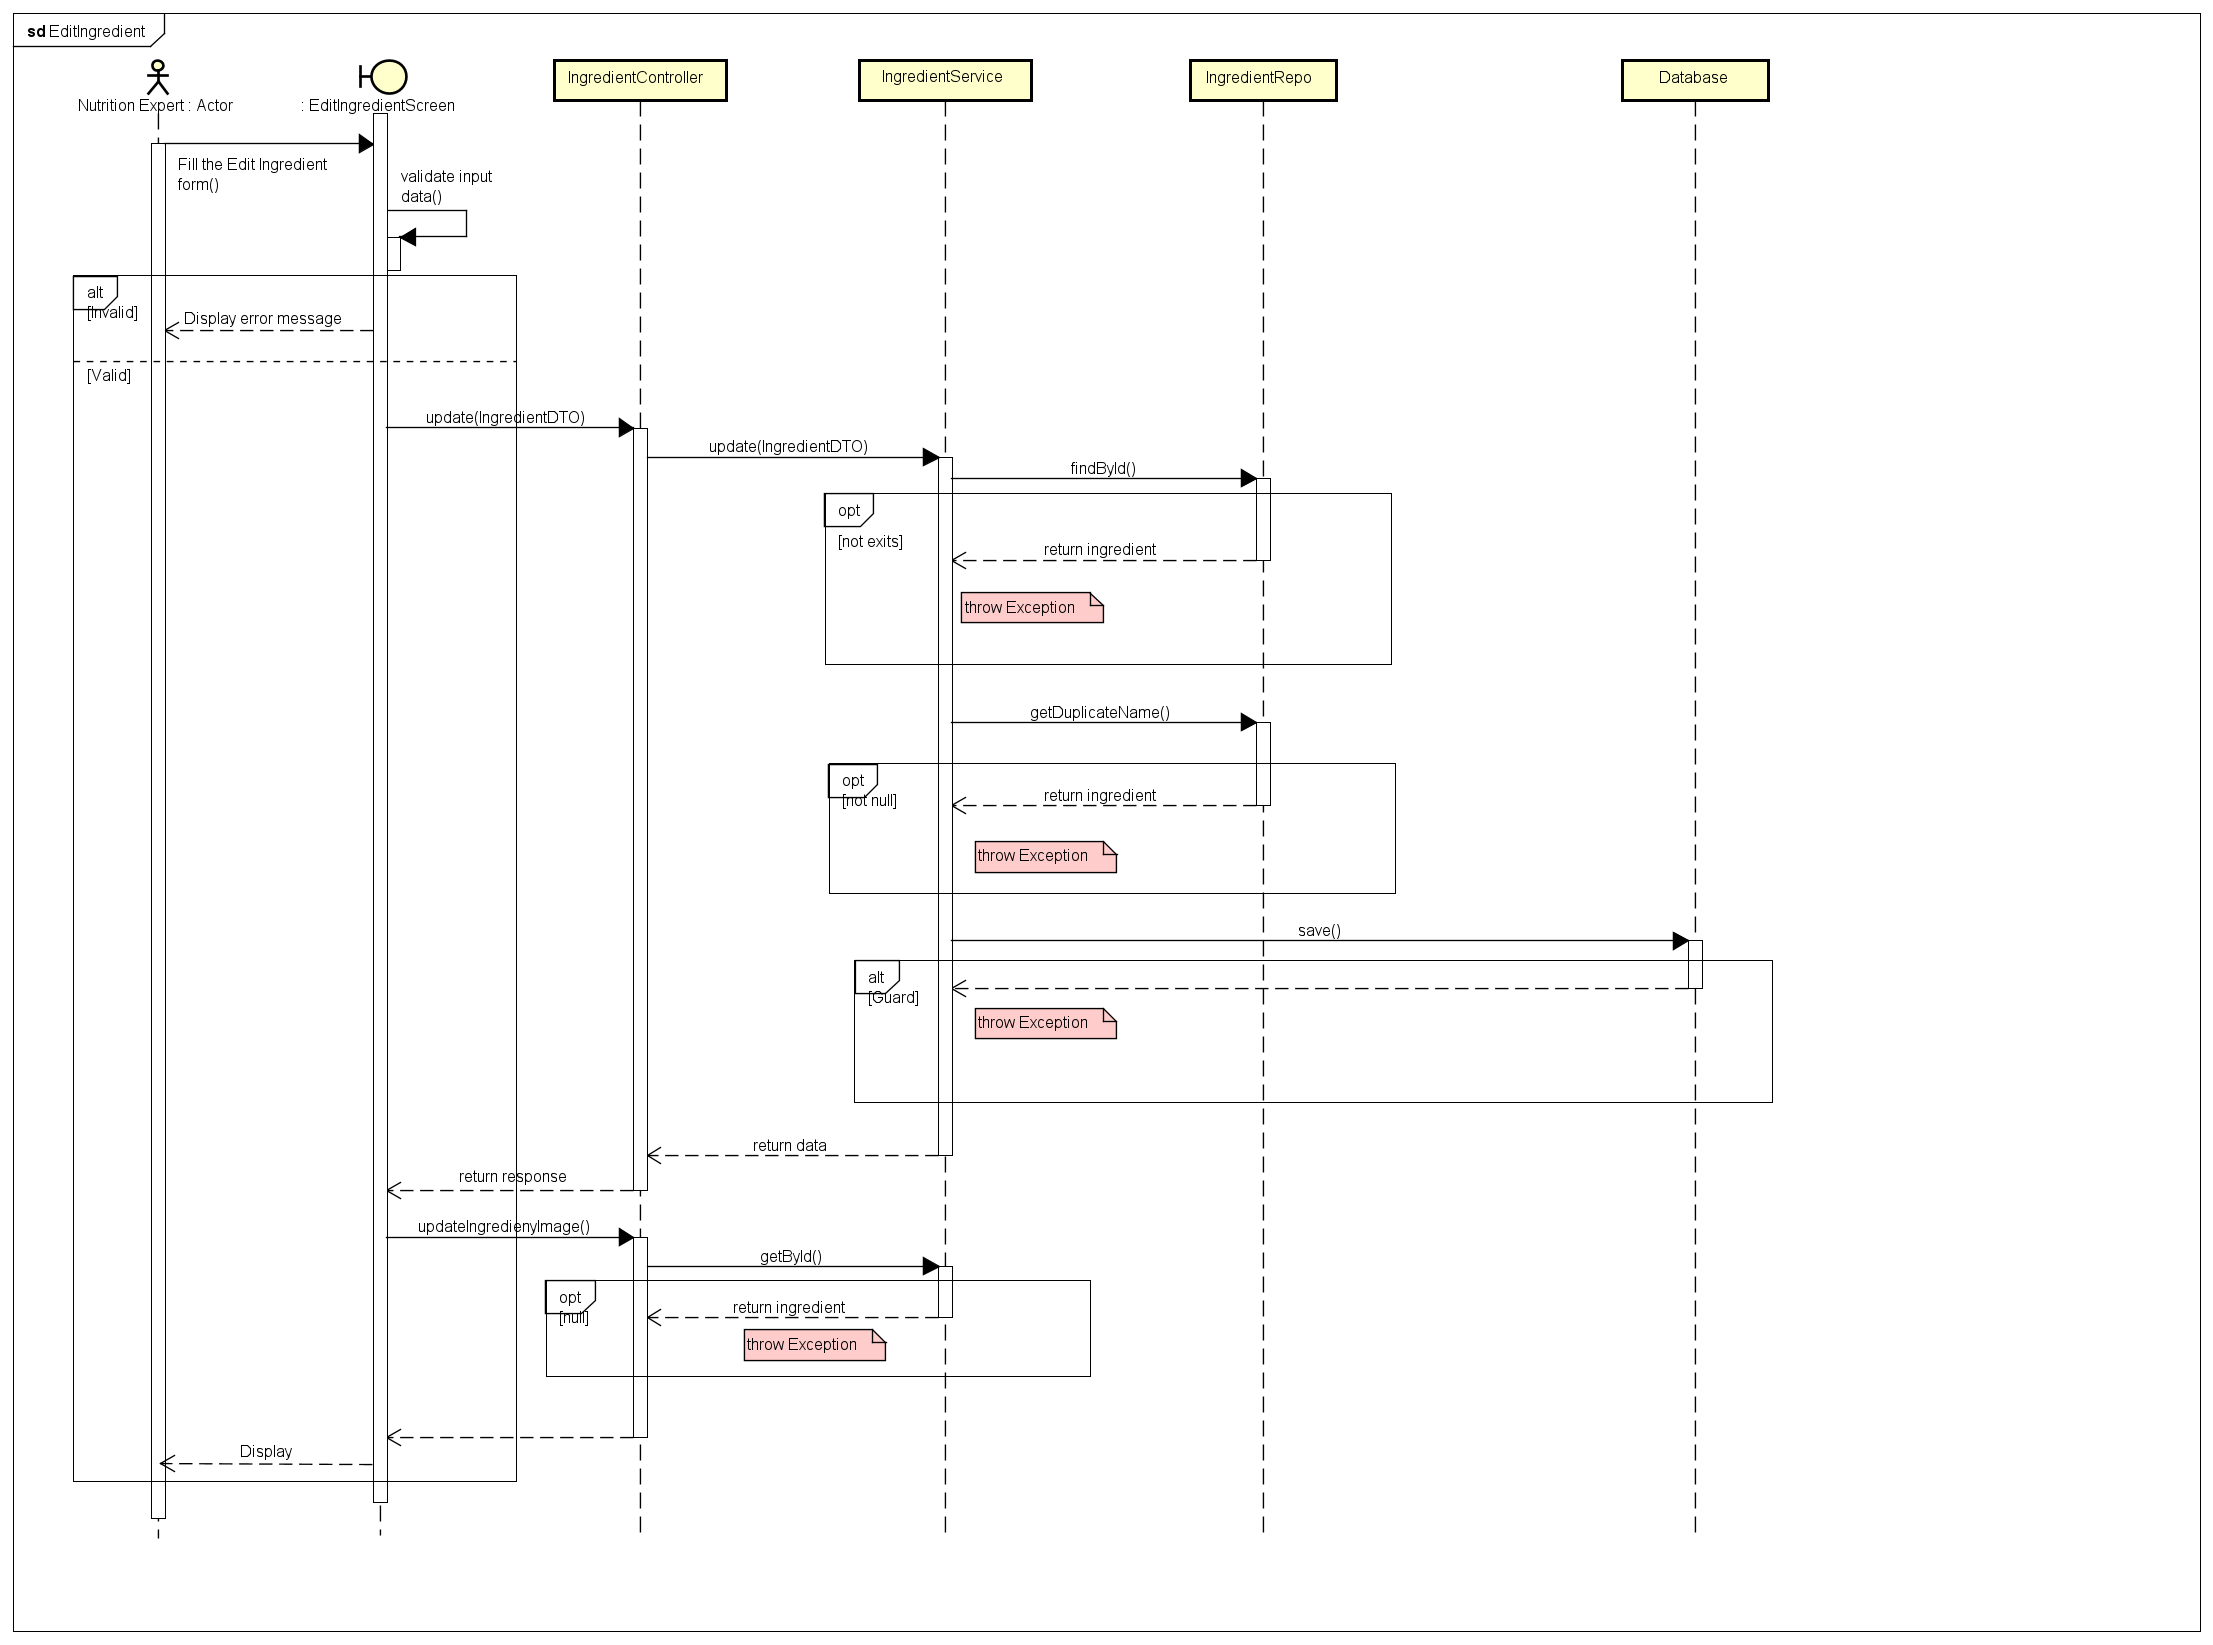 sd EditIngredient
Nutrition Expert : Actor
: EditIngredientScreen
IngredientController
IngredientService
IngredientRepo
Database
Fill the Edit Ingredient
form()
validate input
data()
alt
[Invalid]
Display error message
[Valid]
update(IngredientDTO)
update(IngredientDTO)
findById()
opt
[not exits]
return ingredient
throw Exception
getDuplicateName()
opt
[not null]
return ingredient
throw Exception
save()
alt
[Guard]
throw Exception
return data
return response
updateIngredienyImage()
getById()
opt
[null]
return ingredient
throw Exception
Display